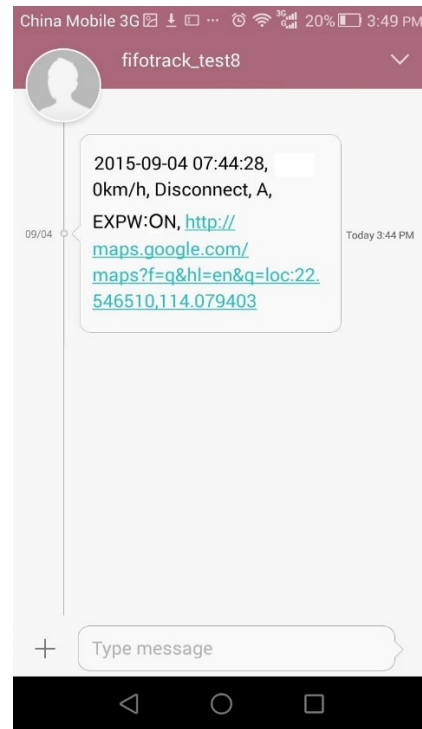 China Mobile 3G 3G G 20% 3:49 PM
fifotrack_test8
2015-09-04 07:44:28,
0km/h, Disconnect, A,
EXPW:ON, http://
maps.google.com/
maps?f=q&hl=en&q=loc:22.
546510,114.079403
09/04
Today 3:44 PM
Type message